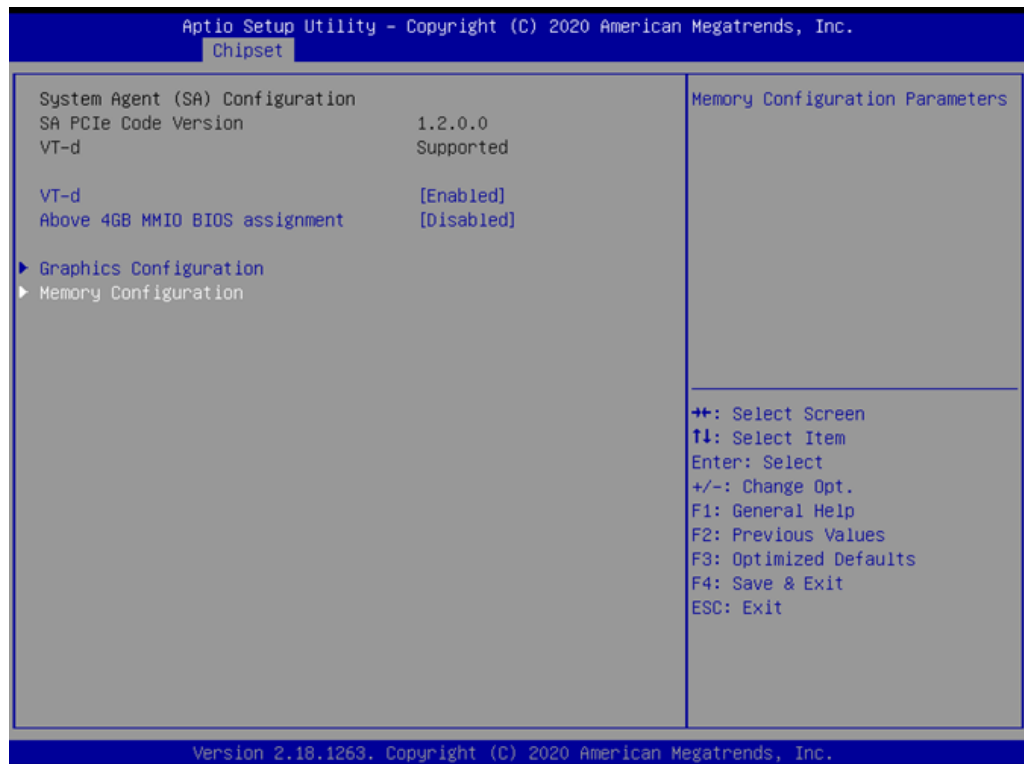 Aptio Setup Utility – Copyright (C) 2020 American Megatrends, Inc.
Chipset
System Agent (SA) Configuration
SA PCIe Code Version 1.2.0.0
VT-d Supported
VT-d [Enabled]
Above 4GB MMIO BIOS assignment [Disabled]
Graphics Configuration
Memory Configuration
Memory Configuration Parameters
→←: Select Screen
↑↓: Select Item
Enter: Select
+/-: Change Opt.
F1: General Help
F2: Previous Values
F3: Optimized Defaults
F4: Save & Exit
ESC: Exit
Version 2.18.1263. Copyright (C) 2020 American Megatrends, Inc.